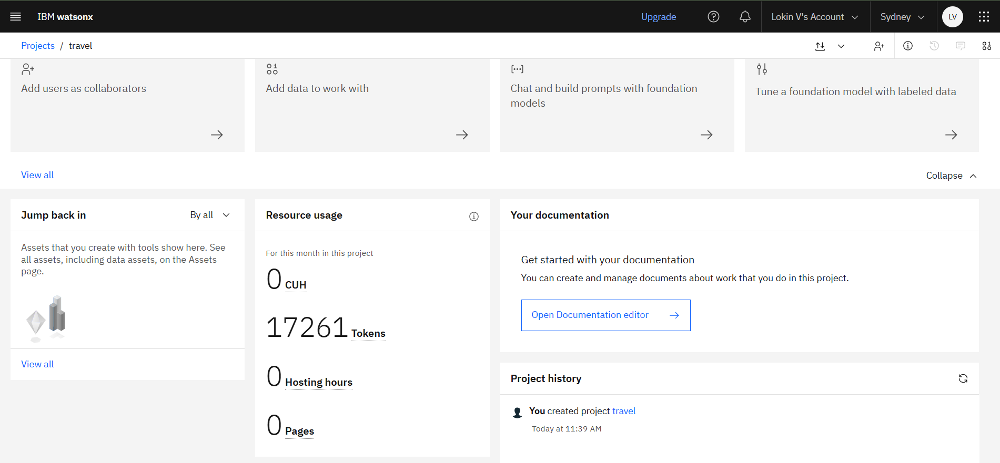 IBM watsonx
Upgrade
Lokin V's Account
Sydney
LV
Projects / travel
Add users as collaborators
Add data to work with
Chat and build prompts with foundation
models
Tune a foundation model with labeled data
View all
Collapse
Jump back in
By all
Assets that you create with tools show here. See
all assets, including data assets, on the Assets
page.
View all
Resource usage
For this month in this project
0 CUH
17261 Tokens
0 Hosting hours
0 Pages
Your documentation
Get started with your documentation
You can create and manage documents about work that you do in this project.
Open Documentation editor
Project history
You created project travel
Today at 11:39 AM